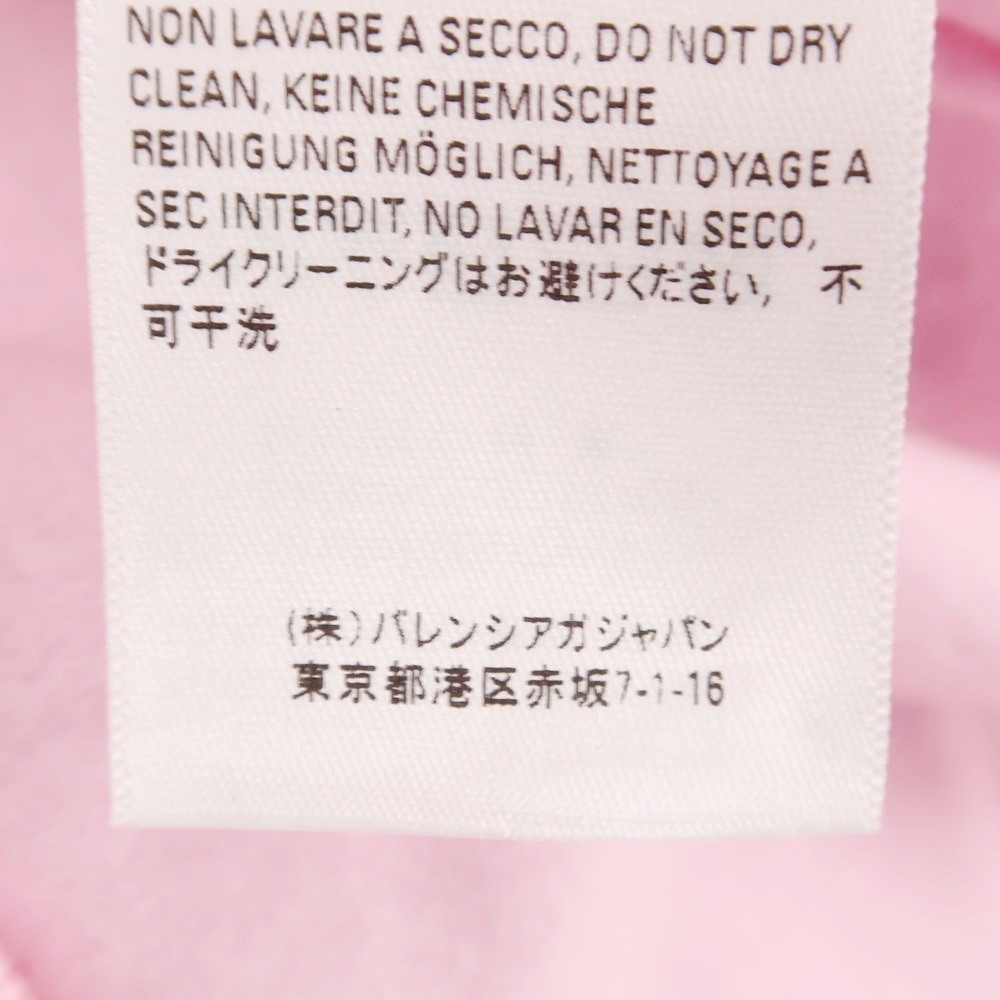 NON LAVARE A SECCO, DO NOT DRY
CLEAN, KEINE CHEMISCHE
REINIGUNG MÖGLICH, NETTOYAGE A
SEC INTERDIT, NO LAVAR EN SECO,
ドライクリーニングはお避けください, 不
可干洗
(株)バレンシアガジャパン
東京都港区赤坂7-1-16